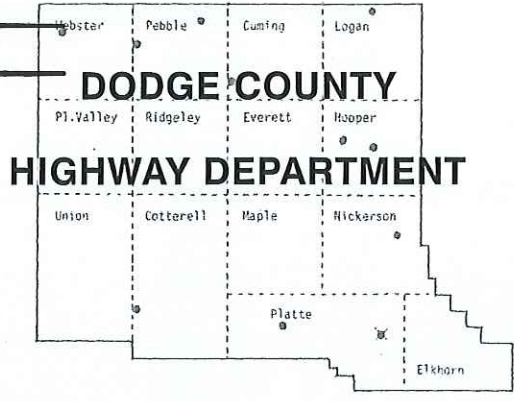 Webster Pebble Cuming Logan
DODGE COUNTY
Pl.Valley Ridgeley Everett Hooper
HIGHWAY DEPARTMENT
Union Cotterell Maple Nickerson
Platte
Elkhorn